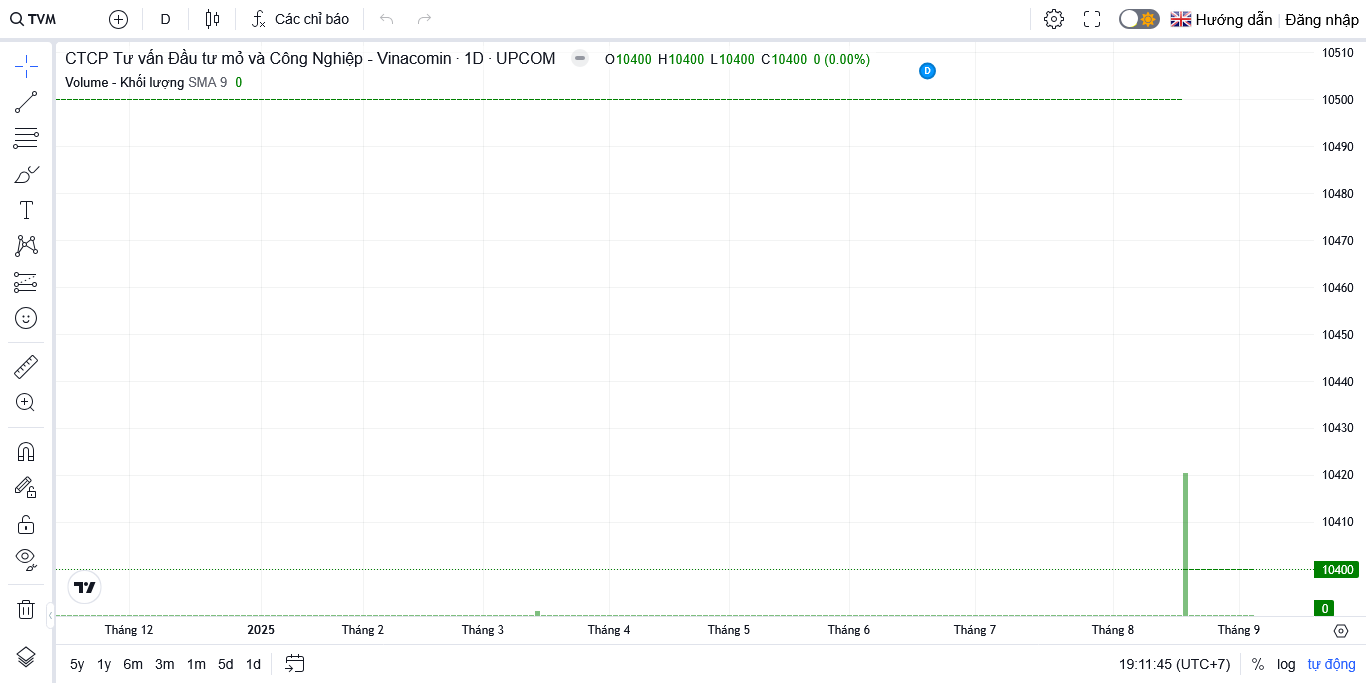 TVM D Các chỉ báo Hướng dẫn Đăng nhập
CTCP Tư vấn Đầu tư mỏ và Công Nghiệp - Vinacomin · 1D · UPCOM O10400 H10400 L10400 C10400 0 (0.00%)
Volume - Khối lượng SMA 9 0
D
10510
10500
10490
10480
10470
10460
10450
10440
10430
10420
10410
10400
0
Tháng 12 2025 Tháng 2 Tháng 3 Tháng 4 Tháng 5 Tháng 6 Tháng 7 Tháng 8 Tháng 9
5y 1y 6m 3m 1m 5d 1d 19:11:45 (UTC+7) % log tự động